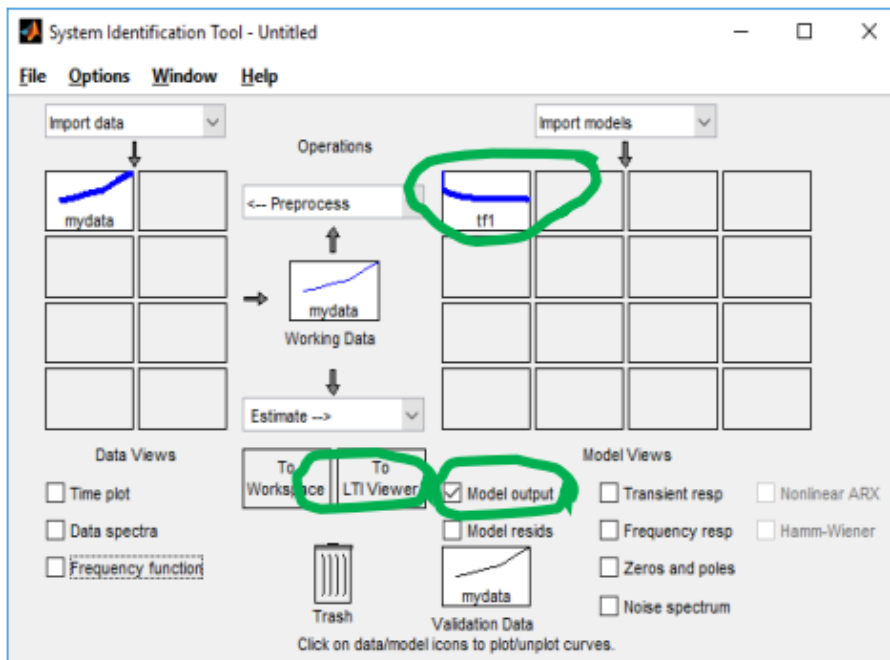 System Identification Tool - Untitled
File Options Window Help
Import data
Import models
Operations
<-- Preprocess
mydata
tf1
mydata
Working Data
Estimate -->
Data Views
Model Views
To Workspace
To LTI Viewer
Time plot
Data spectra
Frequency function
Model output
Model resids
Transient resp
Frequency resp
Zeros and poles
Noise spectrum
Nonlinear ARX
Hamm-Wiener
Trash
mydata
Validation Data
Click on data/model icons to plot/unplot curves.